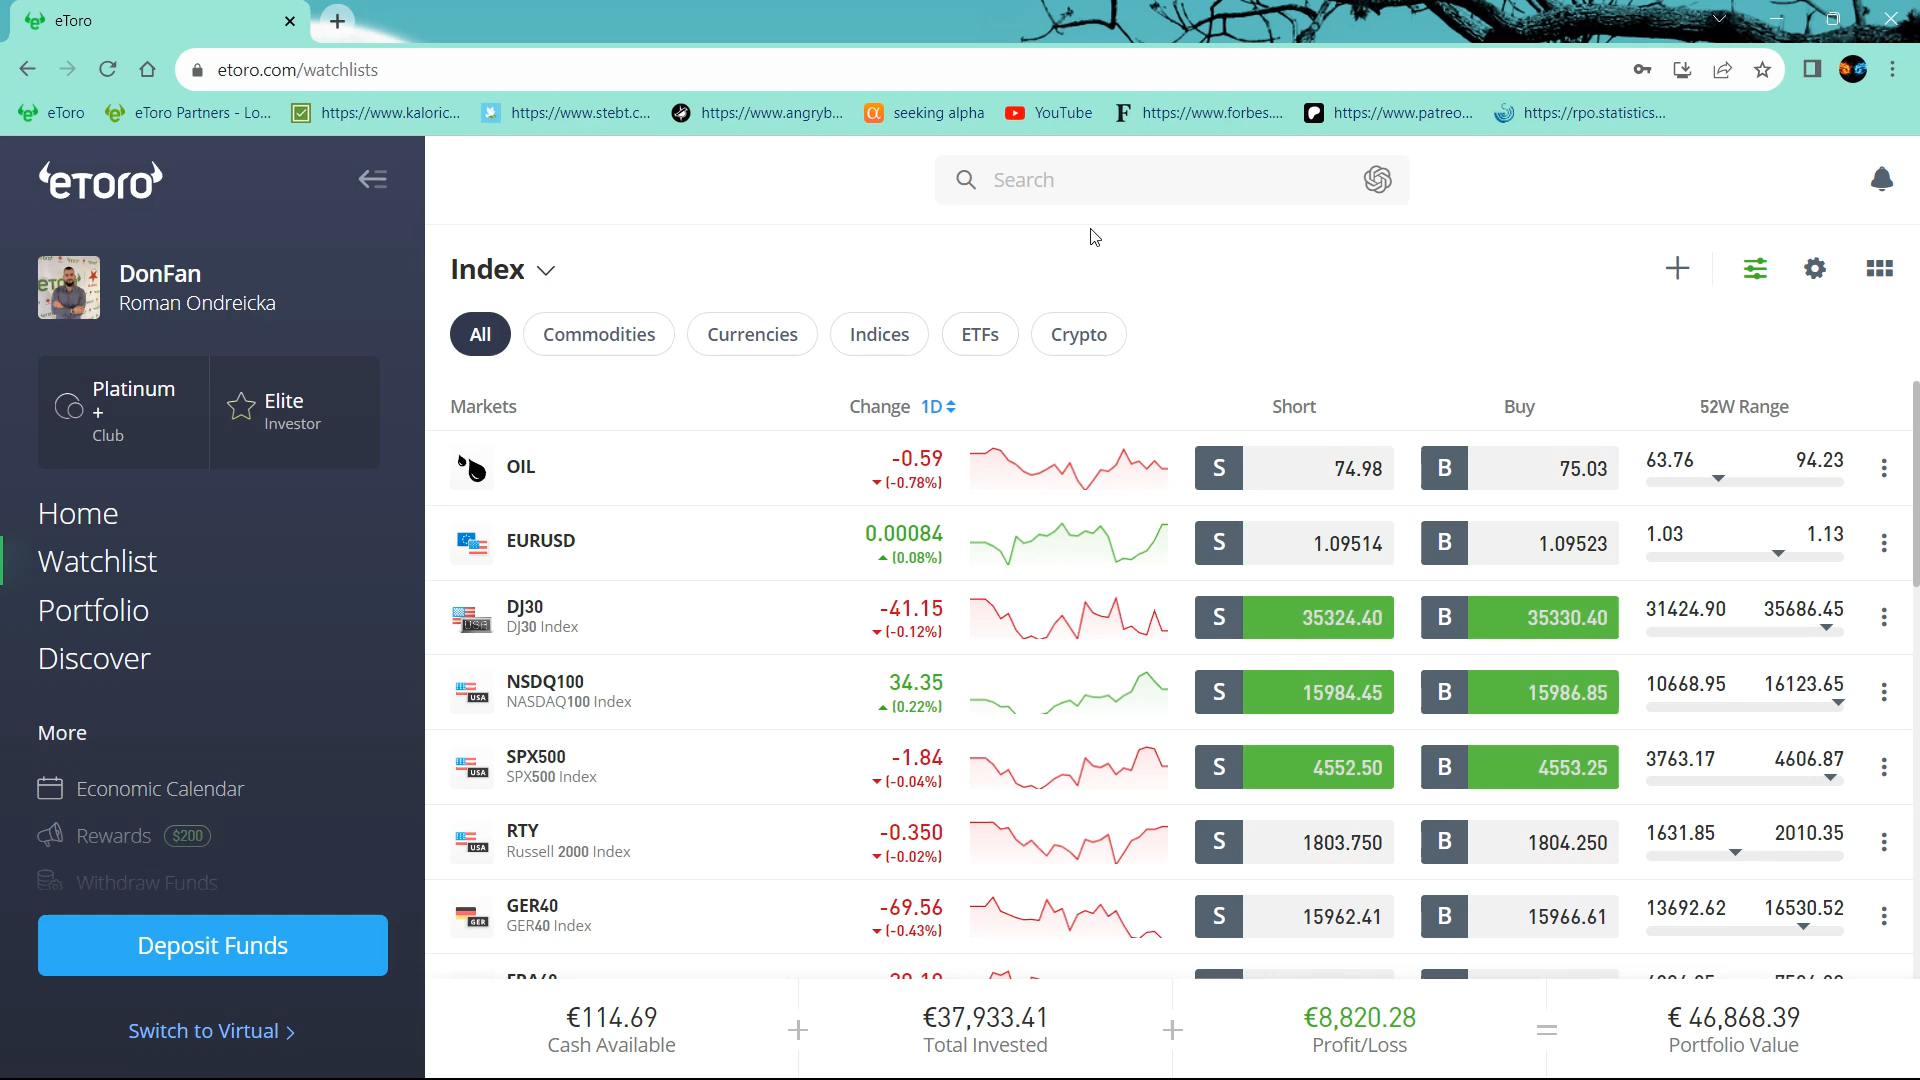 eToro
etoro.com/watchlists
eToro
eToro Partners - Lo...
https://www.kaloric...
https://www.stebt.c...
https://www.angryb...
seeking alpha
YouTube
https://www.forbes....
https://www.patreo...
https://rpo.statistics...
eToro
Search
DonFan
Roman Ondreicka
Platinum
+
Club
Elite
Investor
Home
Watchlist
Portfolio
Discover
More
Economic Calendar
Rewards $200
Withdraw Funds
Deposit Funds
Switch to Virtual >
Index
All Commodities Currencies Indices ETFs Crypto
Markets Change 1D Short Buy 52W Range
OIL -0.59 (-0.78%) S 74.98 B 75.03 63.76 94.23
EURUSD 0.00084 (0.08%) S 1.09514 B 1.09523 1.03 1.13
DJ30 -41.15 S 35324.40 B 35330.40 31424.90 35686.45
DJ30 Index (-0.12%)
NSDQ100 34.35 S 15984.45 B 15986.85 10668.95 16123.65
NASDAQ100 Index (0.22%)
SPX500 -1.84 S 4552.50 B 4553.25 3763.17 4606.87
SPX500 Index (-0.04%)
RTY -0.350 S 1803.750 B 1804.250 1631.85 2010.35
Russell 2000 Index (-0.02%)
GER40 -69.56 S 15962.41 B 15966.61 13692.62 16530.52
GER40 Index (-0.43%)
€114.69 + €37,933.41 + €8,820.28 = € 46,868.39
Cash Available Total Invested Profit/Loss Portfolio Value